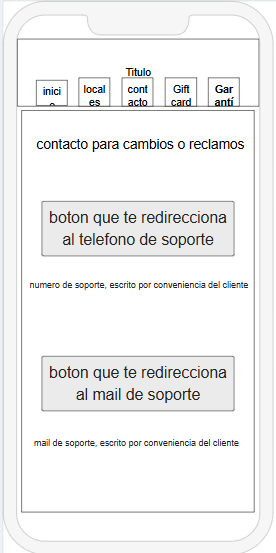 Titulo
inici local cont Gift Gar
o es acto card antí
contacto para cambios o reclamos
boton que te redirecciona
al telefono de soporte
numero de soporte, escrito por conveniencia del cliente
boton que te redirecciona
al mail de soporte
mail de soporte, escrito por conveniencia del cliente